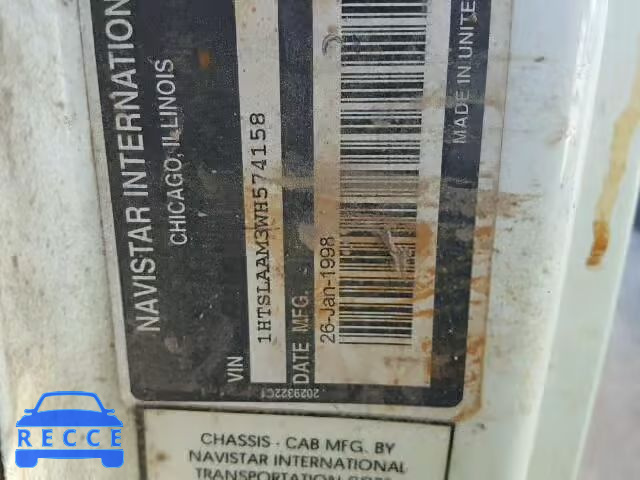 NAVISTAR INTERNATION
CHICAGO, ILLINOIS
VIN 1HTSLAAM3WH574158
DATE MFG. 26-Jan-1998
MADE IN UNITE
2029322C1
CHASSIS - CAB MFG. BY
NAVISTAR INTERNATIONAL
TRANSPORTATION